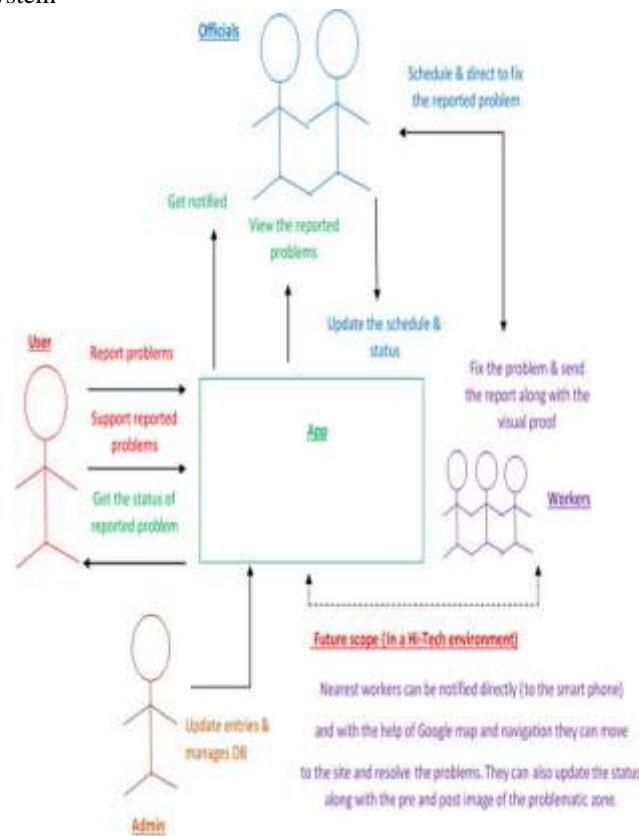 ystem
Officials
Schedule & direct to fix
the reported problem
Get notified
View the reported
problems
Update the schedule &
status
User
Report problems
Support reported
problems
Get the status of
reported problem
App
Fix the problem & send
the report along with the
visual proof
Workers
Future scope (In a Hi-Tech environment)
Nearest workers can be notified directly (to the smart phone)
and with the help of Google map and navigation they can move
to the site and resolve the problems. They can also update the status
along with the pre and post image of the problematic zone.
Update entries &
manages DB
Admin